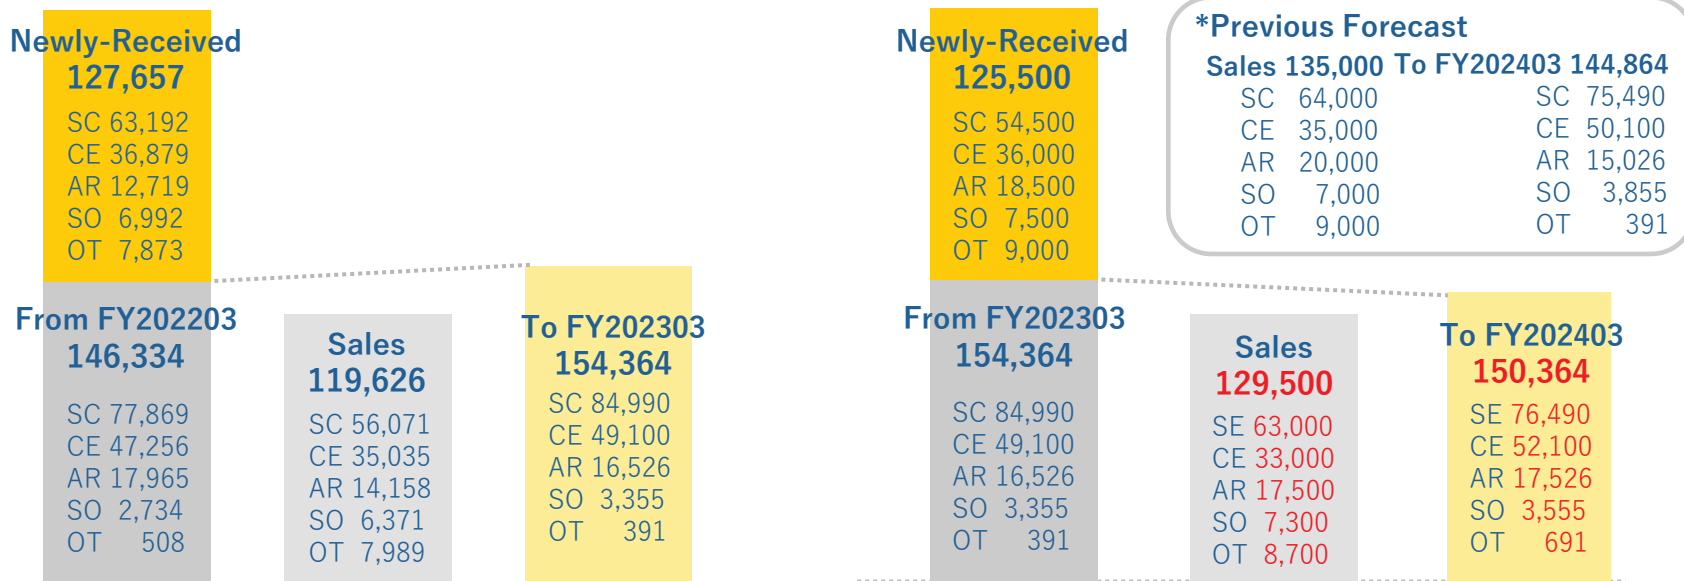 Newly-Received
127,657
SC 63,192
CE 36,879
AR 12,719
SO 6,992
OT 7,873
From FY202203
146,334
SC 77,869
CE 47,256
AR 17,965
SO 2,734
OT 508
Sales
119,626
SC 56,071
CE 35,035
AR 14,158
SO 6,371
OT 7,989
To FY202303
154,364
SC 84,990
CE 49,100
AR 16,526
SO 3,355
OT 391
Newly-Received
125,500
SC 54,500
CE 36,000
AR 18,500
SO 7,500
OT 9,000
From FY202303
154,364
SC 84,990
CE 49,100
AR 16,526
SO 3,355
OT 391
Sales
129,500
SE 63,000
CE 33,000
AR 17,500
SO 7,300
OT 8,700
To FY202403
150,364
SE 76,490
CE 52,100
AR 17,526
SO 3,555
OT 691
*Previous Forecast
Sales 135,000 To FY202403 144,864
SC 64,000 SC 75,490
CE 35,000 CE 50,100
AR 20,000 AR 15,026
SO 7,000 SO 3,855
OT 9,000 OT 391